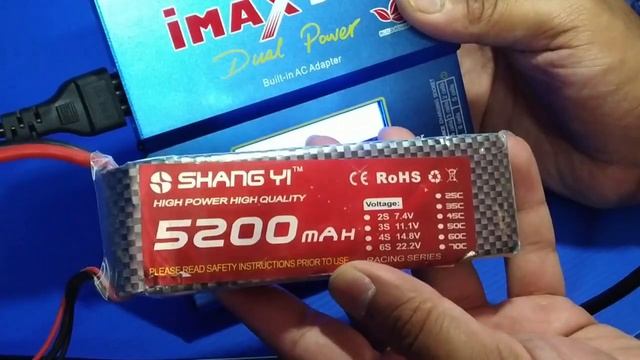 iMAX
Dual Power
Built-in AC Adapter
SHANG YI™
HIGH POWER HIGH QUALITY
5200 mAH
PLEASE READ SAFETY INSTRUCTIONS PRIOR TO USE
CE RoHS
Voltage:
2S 7.4V
3S 11.1V
4S 14.8V
6S 22.2V
25C
35C
45C
50C
60C
70C
RACING SERIES